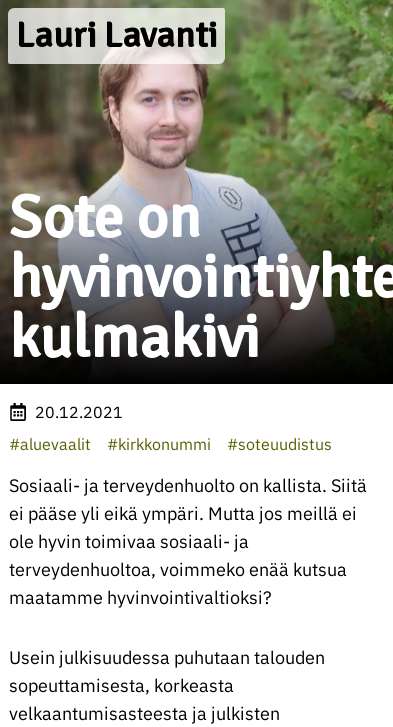 Lauri Lavanti
Sote on
hyvinvointiyhte
kulmakivi
20.12.2021
#aluevaalit #kirkkonummi #soteuudistus
Sosiaali- ja terveydenhuolto on kallista. Siitä
ei pääse yli eikä ympäri. Mutta jos meillä ei
ole hyvin toimivaa sosiaali- ja
terveydenhuoltoa, voimmeko enää kutsua
maatamme hyvinvointivaltioksi?
Usein julkisuudessa puhutaan talouden
sopeuttamisesta, korkeasta
velkaantumisasteesta ja julkisten